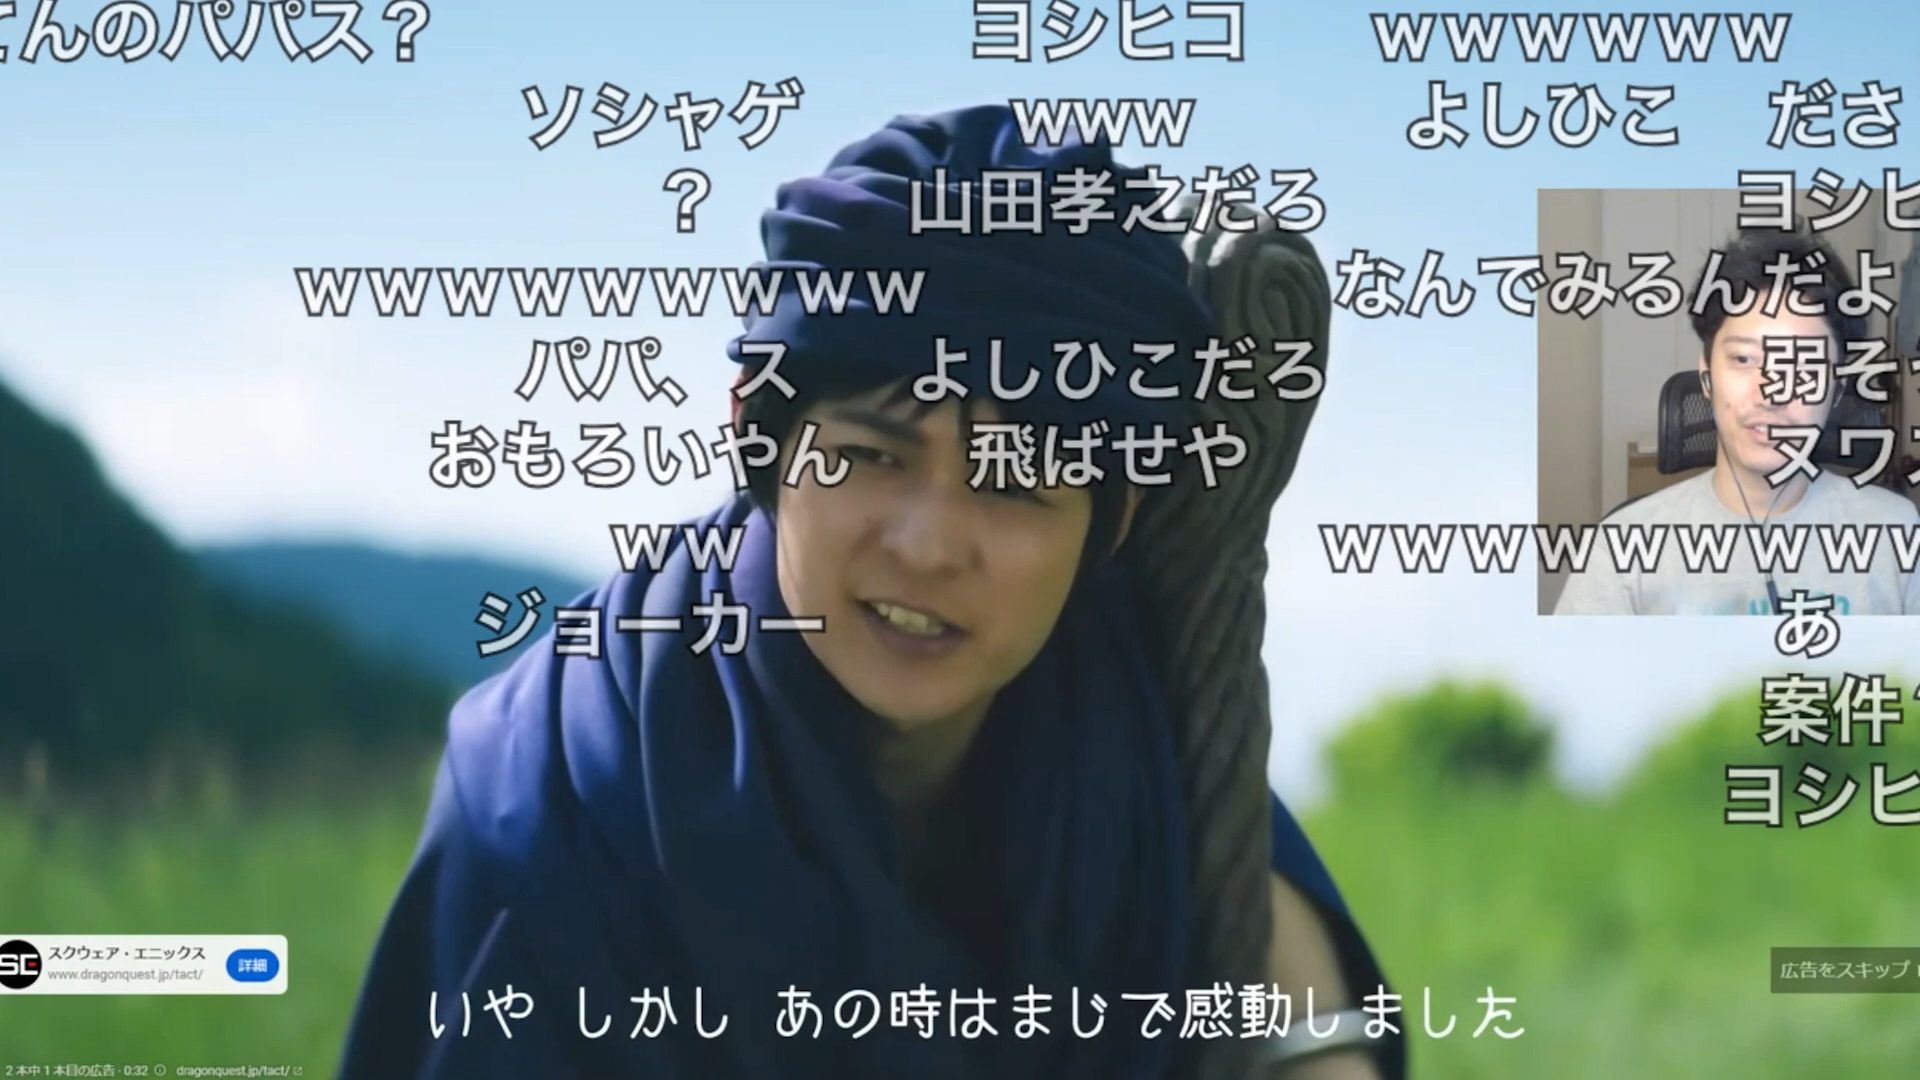 てんのパパス？
ヨシヒコ
wwwwww
ソシャゲ
www
よしひこ
ださ
？
山田孝之だろ
ヨシヒ
wwwwwwwww
なんでみるんだよ
パパ、ス
よしひこだろ
弱そう
おもろいやん
飛ばせや
ヌワス
ww
wwwwwwwww
ジョーカー
あ
案件？
ヨシヒ
スクウェア・エニックス
www.dragonquest.jp/tact/
詳細
広告をスキップ
いや しかし あの時はまじで感動しました
2 本中 1 本目の広告 · 0:32
dragonquest.jp/tact/